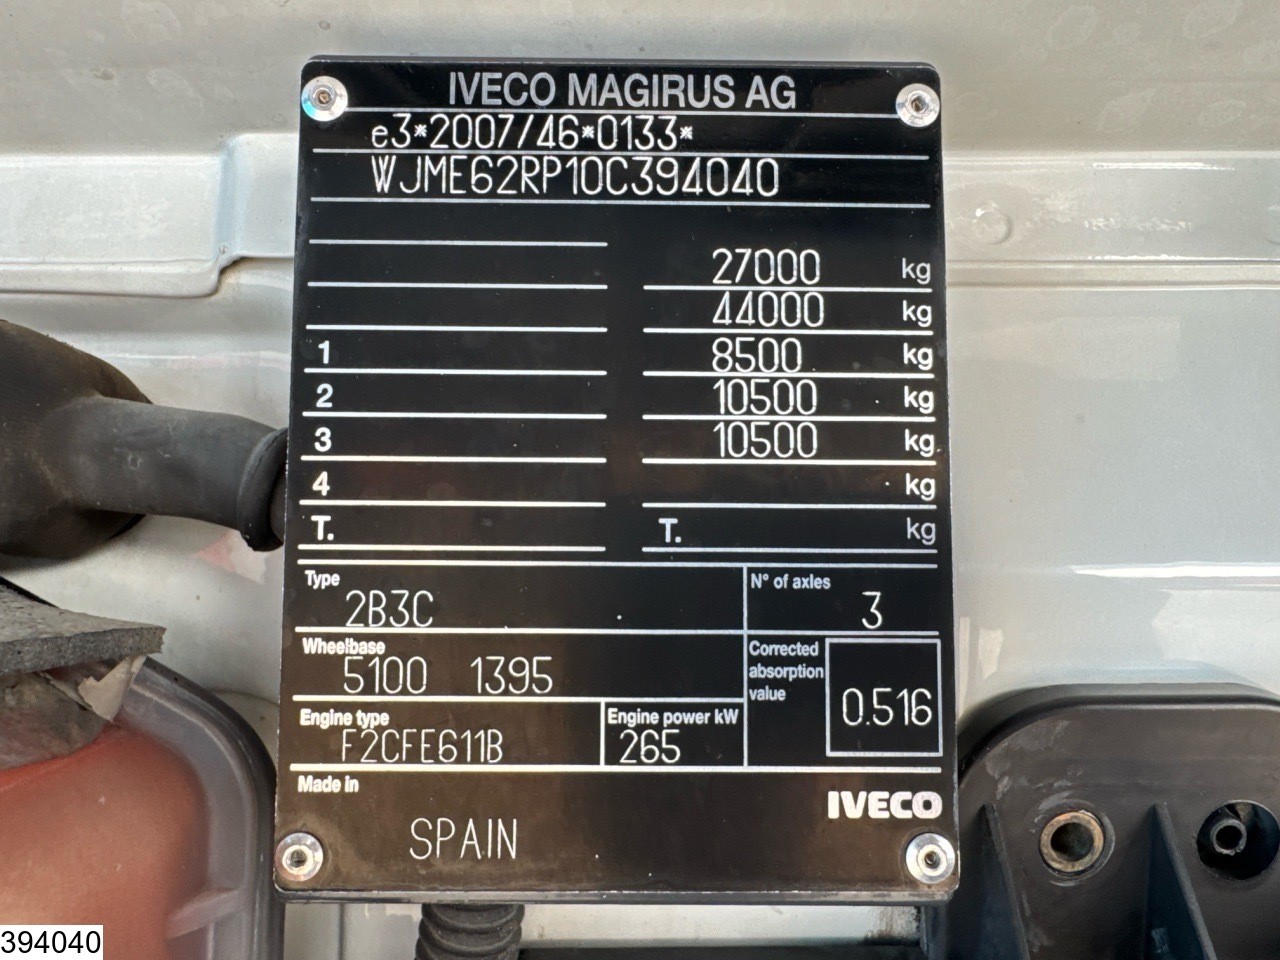 IVECO MAGIRUS AG
e3*2007/46*0133*
WJME62RP10C394040
27000 kg
44000 kg
1 8500 kg
2 10500 kg
3 10500 kg
4 kg
T. T. kg
Type N° of axles
2B3C 3
Wheelbase Corrected absorption value
5100 1395 0.516
Engine type Engine power kW
F2CFE611B 265
Made in
IVECO
SPAIN
394040